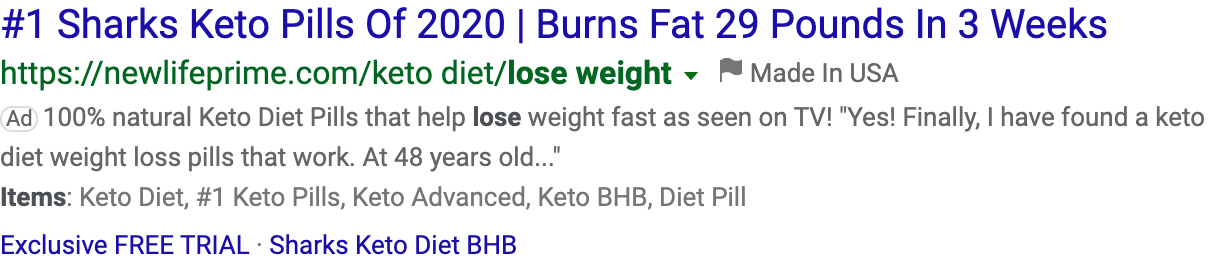 #1 Sharks Keto Pills Of 2020 | Burns Fat 29 Pounds In 3 Weeks
https://newlifeprime.com/keto diet/lose weight Made In USA
Ad 100% natural Keto Diet Pills that help lose weight fast as seen on TV! "Yes! Finally, I have found a keto
diet weight loss pills that work. At 48 years old..."
Items: Keto Diet, #1 Keto Pills, Keto Advanced, Keto BHB, Diet Pill
Exclusive FREE TRIAL · Sharks Keto Diet BHB